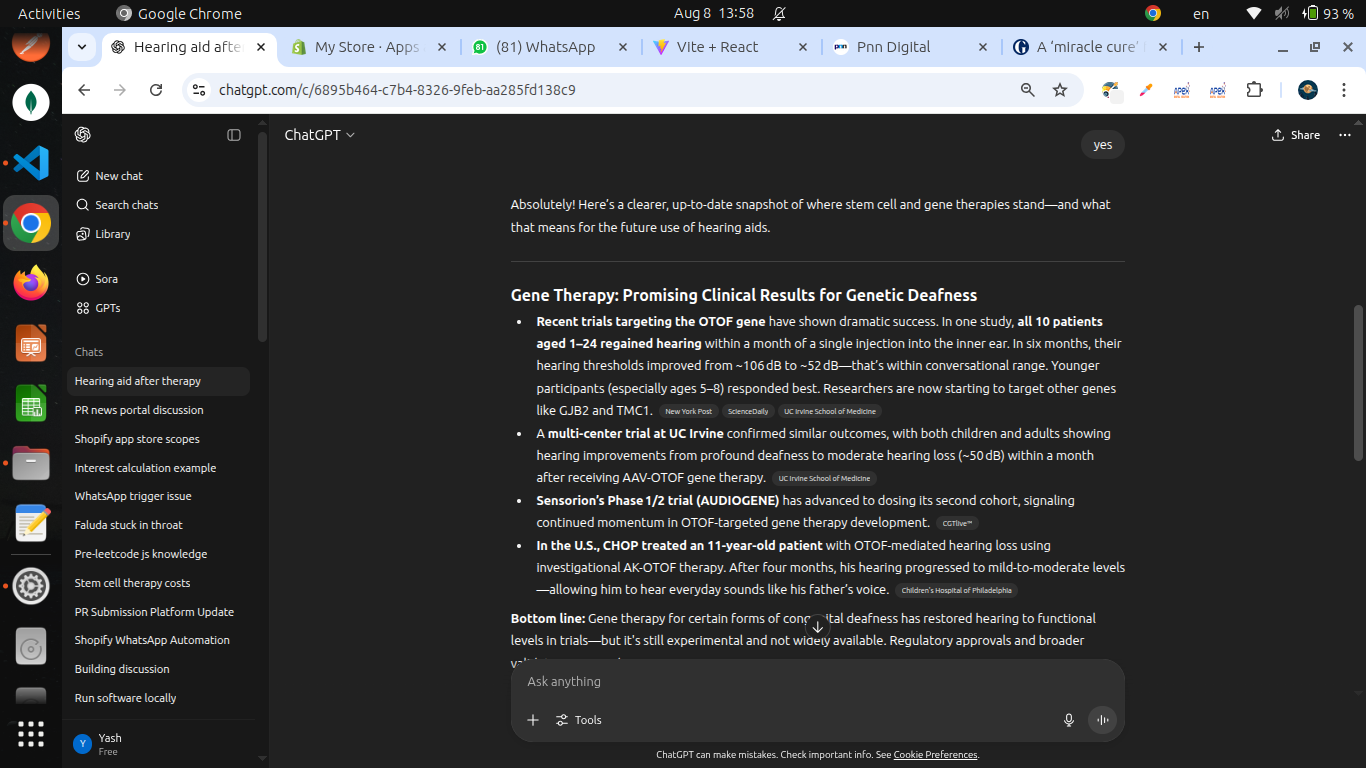 Activities
Google Chrome
Aug 8 13:58
en
93 %
Hearing aid afte
My Store · Apps
(81) WhatsApp
VIte + React
Pnn Digital
A ‘miracle cure’
chatgpt.com/c/6895b464-c7b4-8326-9feb-aa285fd138c9
New chat
Search chats
Library
Sora
GPTs
Chats
Hearing aid after therapy
PR news portal discussion
Shopify app store scopes
Interest calculation example
WhatsApp trigger issue
Faluda stuck in throat
Pre-leetcode js knowledge
Stem cell therapy costs
PR Submission Platform Update
Shopify WhatsApp Automation
Building discussion
Run software locally
Y
Yash
Free
ChatGPT
Share
yes
Absolutely! Here’s a clearer, up-to-date snapshot of where stem cell and gene therapies stand—and what
that means for the future use of hearing aids.
Gene Therapy: Promising Clinical Results for Genetic Deafness
• Recent trials targeting the OTOF gene have shown dramatic success. In one study, all 10 patients
aged 1–24 regained hearing within a month of a single injection into the inner ear. In six months, their
hearing thresholds improved from ~106 dB to ~52 dB—that’s within conversational range. Younger
participants (especially ages 5–8) responded best. Researchers are now starting to target other genes
like GJB2 and TMC1. New York Post ScienceDaily UC Irvine School of Medicine
• A multi-center trial at UC Irvine confirmed similar outcomes, with both children and adults showing
hearing improvements from profound deafness to moderate hearing loss (~50 dB) within a month
after receiving AAV-OTOF gene therapy. UC Irvine School of Medicine
• Sensorion’s Phase 1/2 trial (AUDIOGENE) has advanced to dosing its second cohort, signaling
continued momentum in OTOF-targeted gene therapy development. CGTlive™
• In the U.S., CHOP treated an 11-year-old patient with OTOF-mediated hearing loss using
investigational AK-OTOF therapy. After four months, his hearing progressed to mild-to-moderate levels
—allowing him to hear everyday sounds like his father’s voice. Children's Hospital of Philadelphia
Bottom line: Gene therapy for certain forms of congenital deafness has restored hearing to functional
levels in trials—but it’s still experimental and not widely available. Regulatory approvals and broader
Ask anything
Tools
ChatGPT can make mistakes. Check important info. See Cookie Preferences.